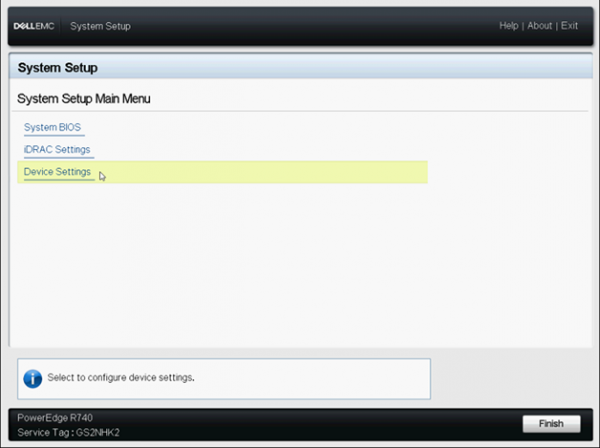 DELLEMC System Setup Help | About | Exit
System Setup
System Setup Main Menu
System BIOS
iDRAC Settings
Device Settings
Select to configure device settings.
PowerEdge R740
Service Tag : GS2NHK2
Finish